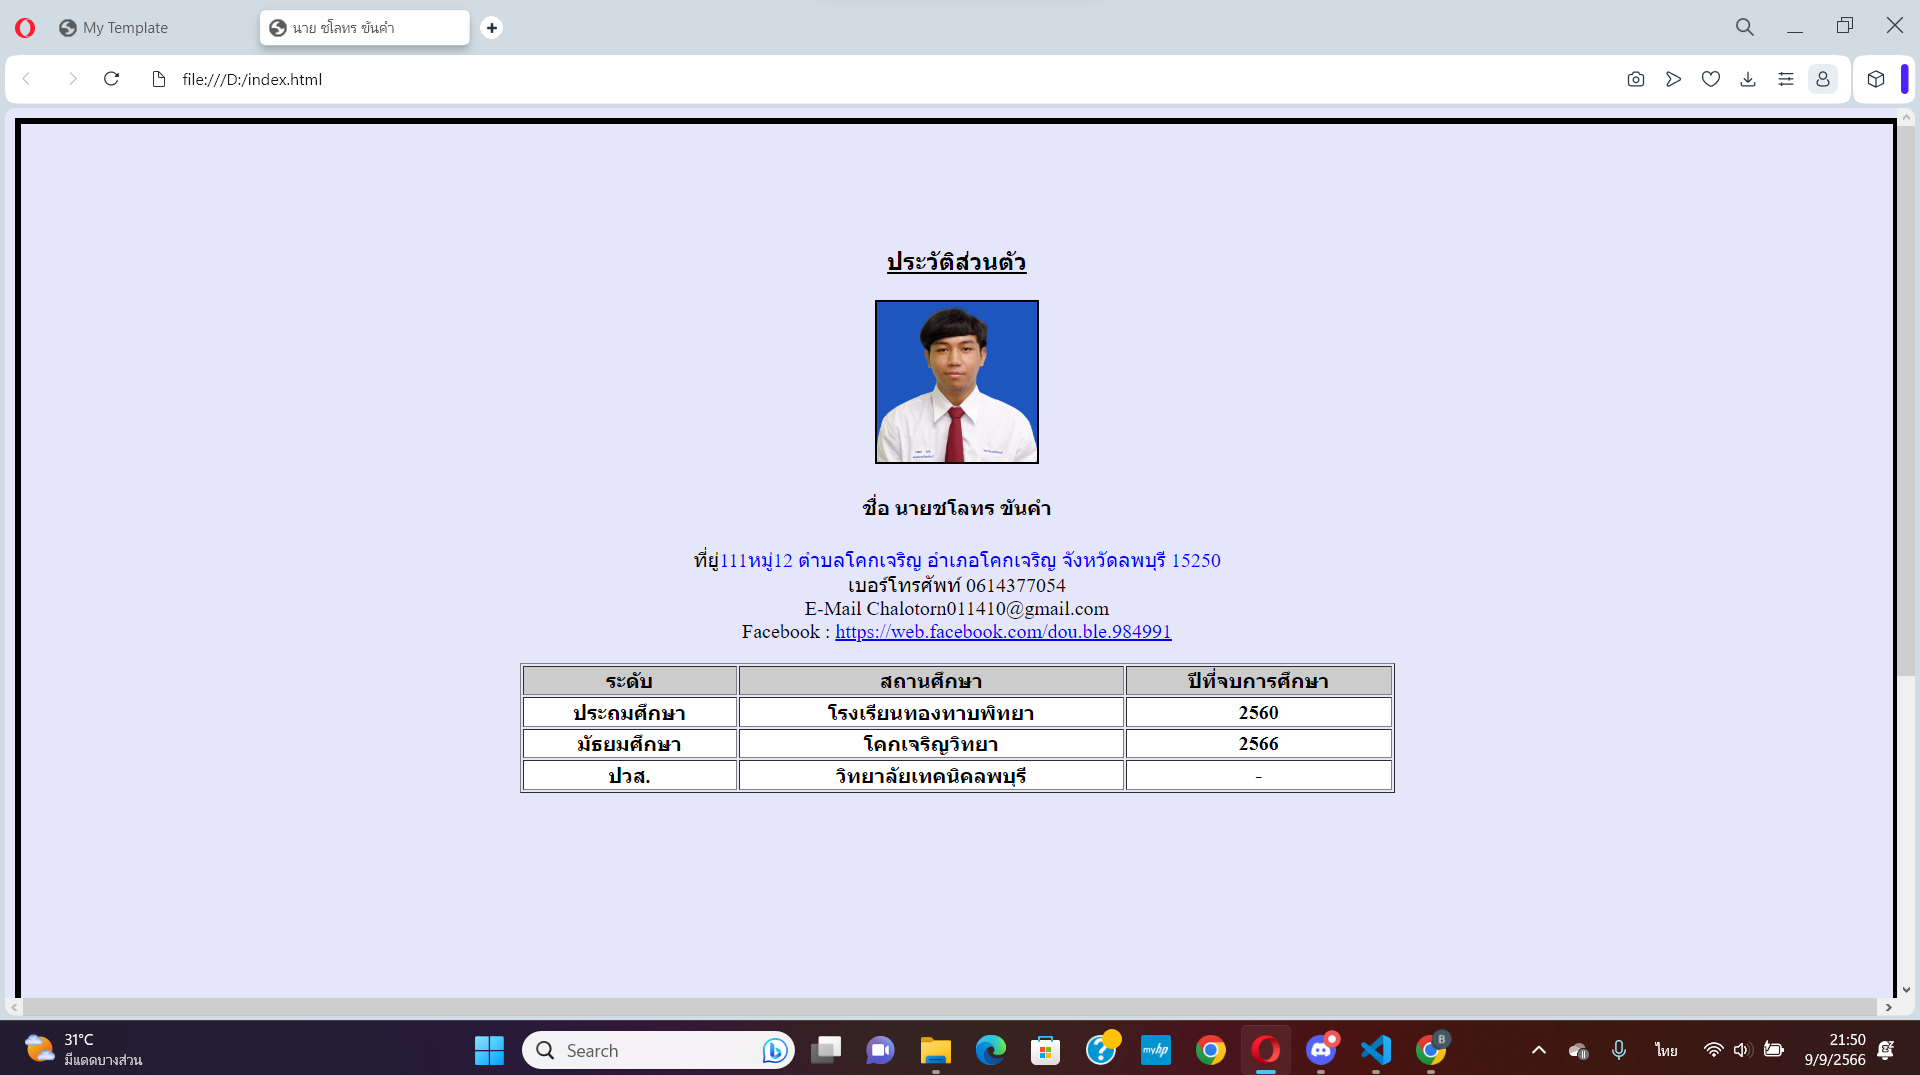 My Template
นาย ชโลทร ขันคำ
file:///D:/index.html
ประวัติส่วนตัว
ชื่อ นายชโลทร ขันคำ
ที่ยู่111หมู่12 ตำบลโคกเจริญ อำเภอโคกเจริญ จังหวัดลพบุรี 15250
เบอร์โทรศัพท์ 0614377054
E-Mail Chalotorn011410@gmail.com
Facebook : https://web.facebook.com/dou.ble.984991
ระดับ สถานศึกษา ปีที่จบการศึกษา
ประถมศึกษา โรงเรียนทองทาบพิทยา 2560
มัธยมศึกษา โคกเจริญวิทยา 2566
ปวส. วิทยาลัยเทคนิคลพบุรี -
31°C
มีแดดบางส่วน
Search
myhp
B
ไทย
21:50
9/9/2566